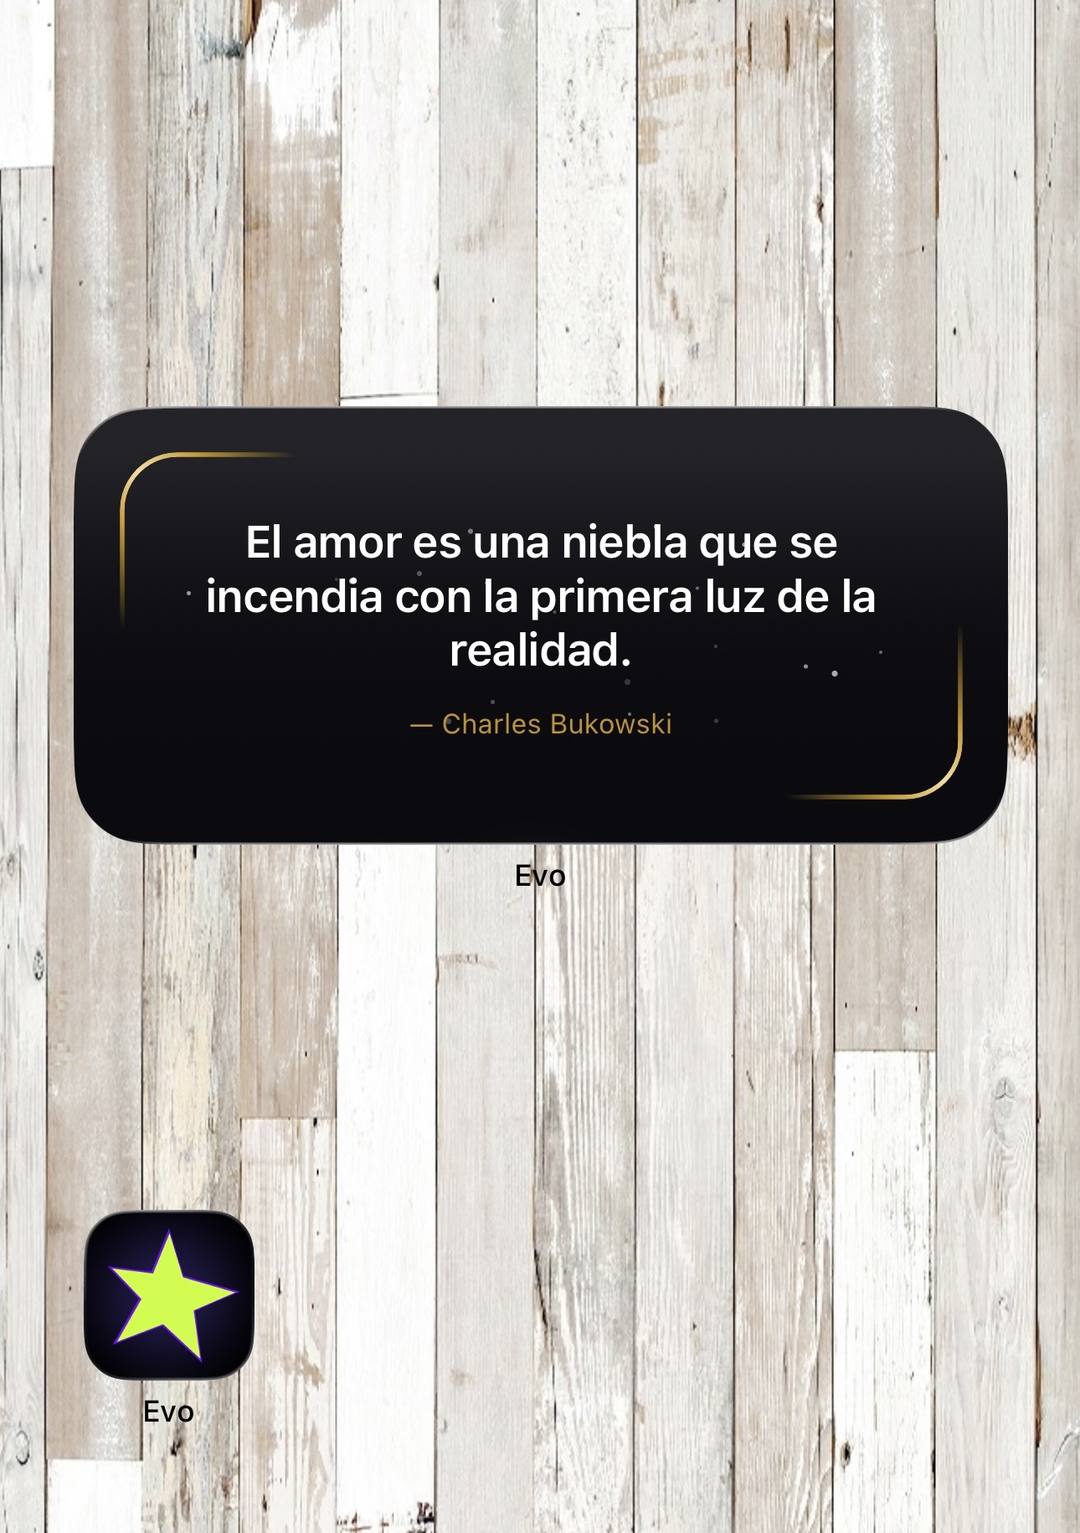 El amor es una niebla que se
incendia con la primera luz de la
realidad.
— Charles Bukowski
Evo
Evo